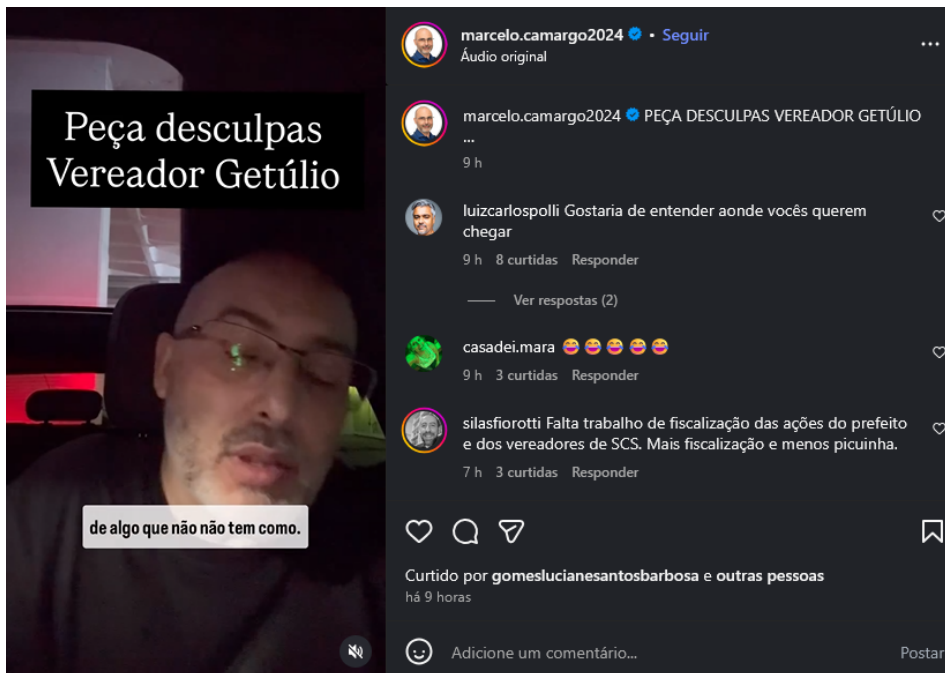 Peça desculpas
Vereador Getúlio
de algo que não não tem como.
marcelo.camargo2024 • Seguir
Áudio original
marcelo.camargo2024 PEÇA DESCULPAS VEREADOR GETÚLIO
...
9 h
luizcarlospolli Gostaria de entender aonde vocês querem
chegar
9 h 8 curtidas Responder
Ver respostas (2)
casadei.mara 😂😂😂😂😂
9 h 3 curtidas Responder
silasfiorotti Falta trabalho de fiscalização das ações do prefeito
e dos vereadores de SCS. Mais fiscalização e menos picuinha.
7 h 3 curtidas Responder
Curtido por gomeslucianesantosbarbosa e outras pessoas
há 9 horas
Adicione um comentário...
Postar